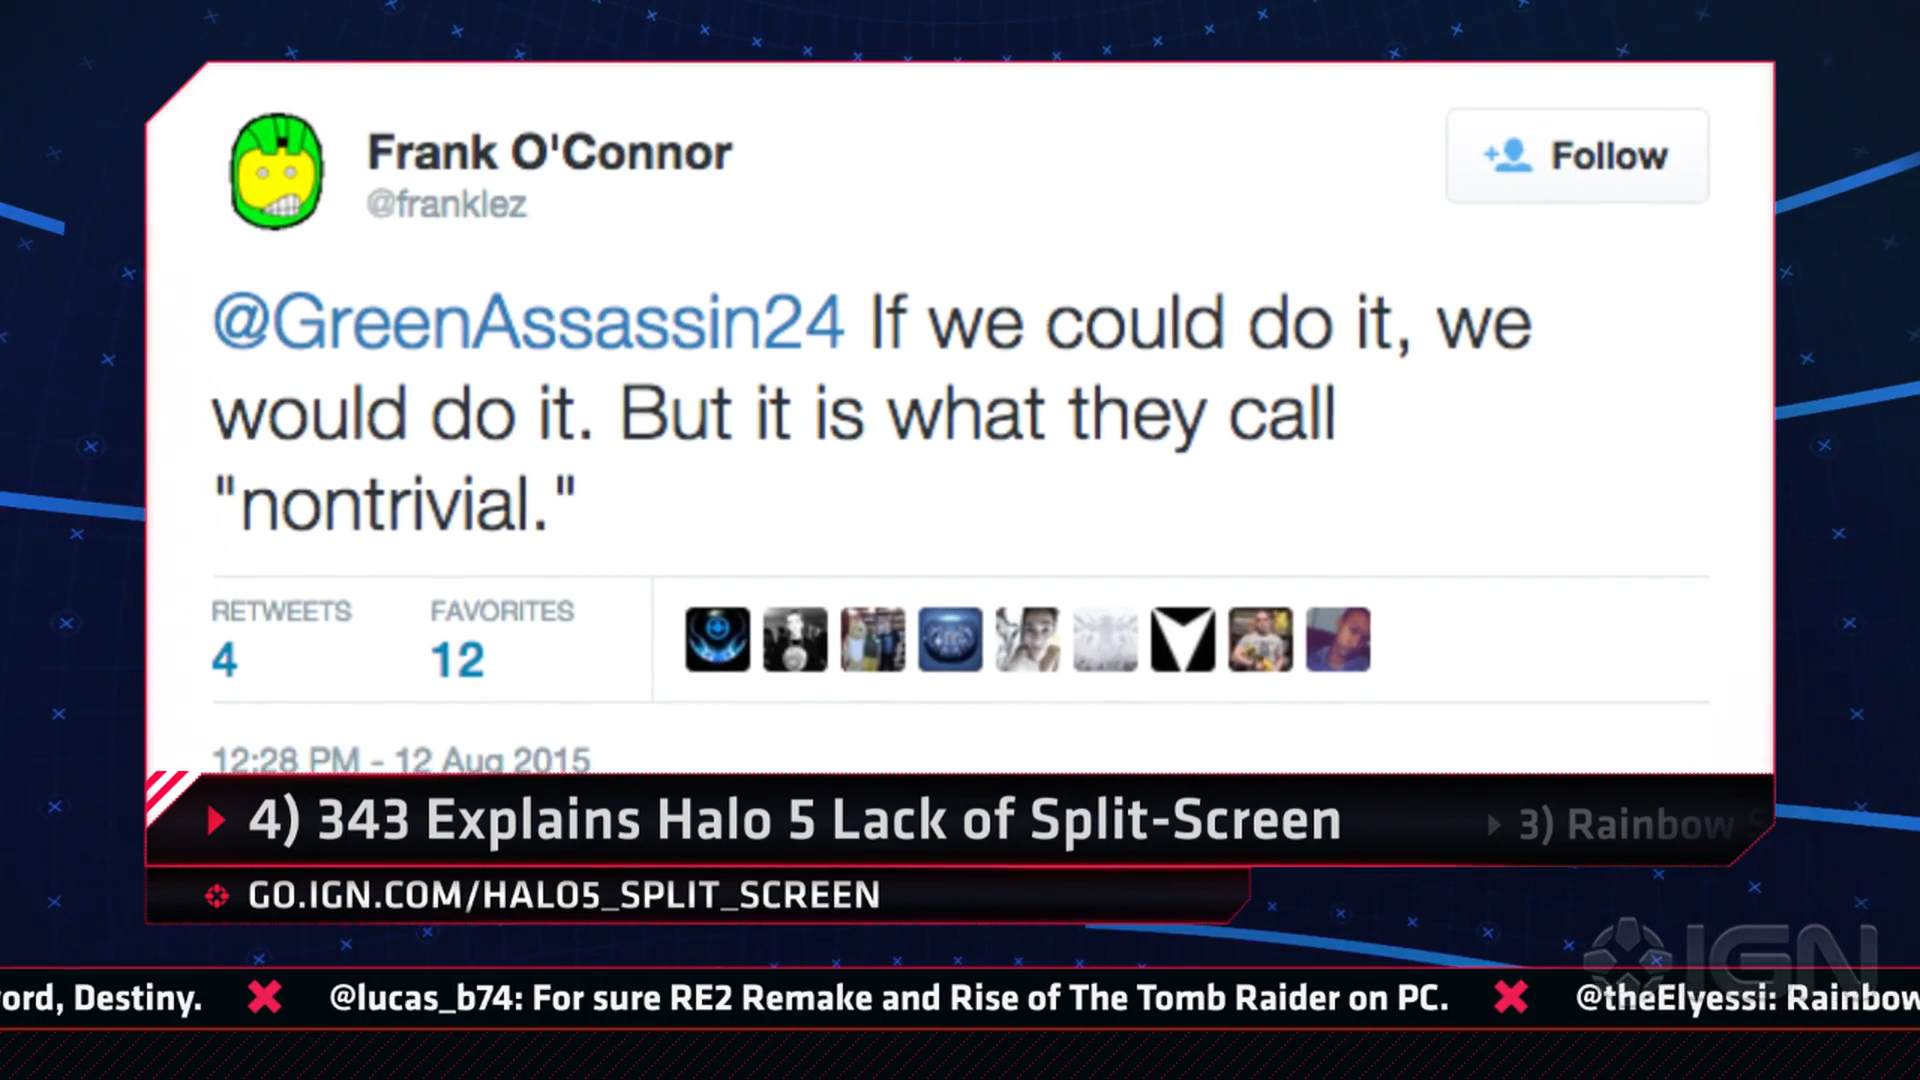 Frank O'Connor
@franklez
Follow
@GreenAssassin24 If we could do it, we
would do it. But it is what they call
"nontrivial."
RETWEETS FAVORITES
4 12
12:28 PM - 12 Aug 2015
4) 343 Explains Halo 5 Lack of Split-Screen 3) Rainbow S
GO.IGN.COM/HALO5_SPLIT_SCREEN
IGN
ord, Destiny. @lucas_b74: For sure RE2 Remake and Rise of The Tomb Raider on PC. @theElyessi: Rainbow